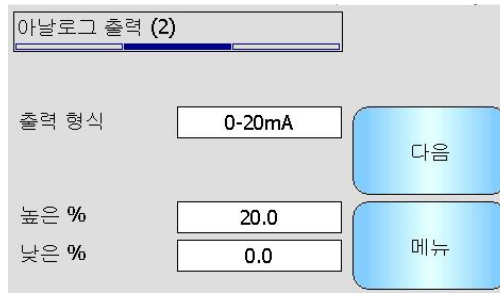 아날로그 출력 (2)
출력 형식 0-20mA
다음
높은 % 20.0
낮은 % 0.0
메뉴